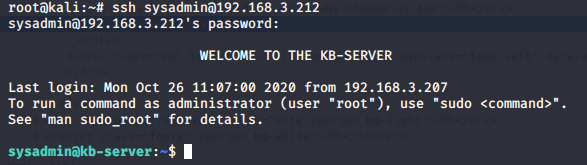 root@kali:~# ssh sysadmin@192.168.3.212
sysadmin@192.168.3.212's password:
WELCOME TO THE KB-SERVER
Last login: Mon Oct 26 11:07:00 2020 from 192.168.3.207
To run a command as administrator (user "root"), use "sudo <command>".
See "man sudo_root" for details.
sysadmin@kb-server:~$